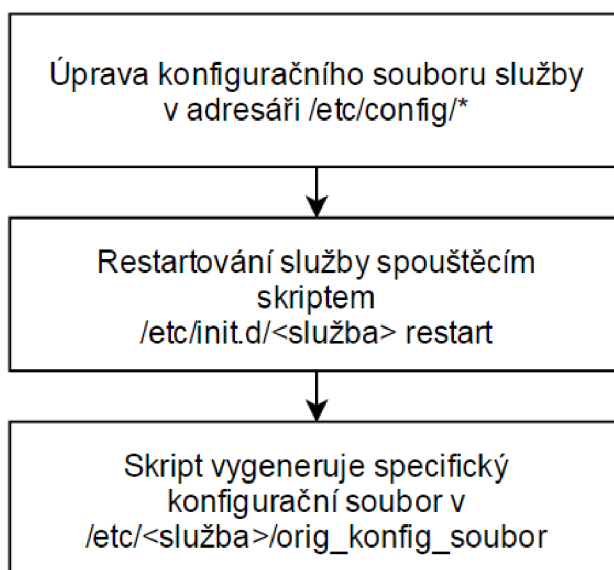 Úprava konfiguračního souboru služby
v adresáři /etc/config/*
Restartování služby spouštěcím
skriptem
/etc/init.d/<služba> restart
Skript vygeneruje specifický
konfigurační soubor v
/etc/<služba>/orig_konfig_soubor